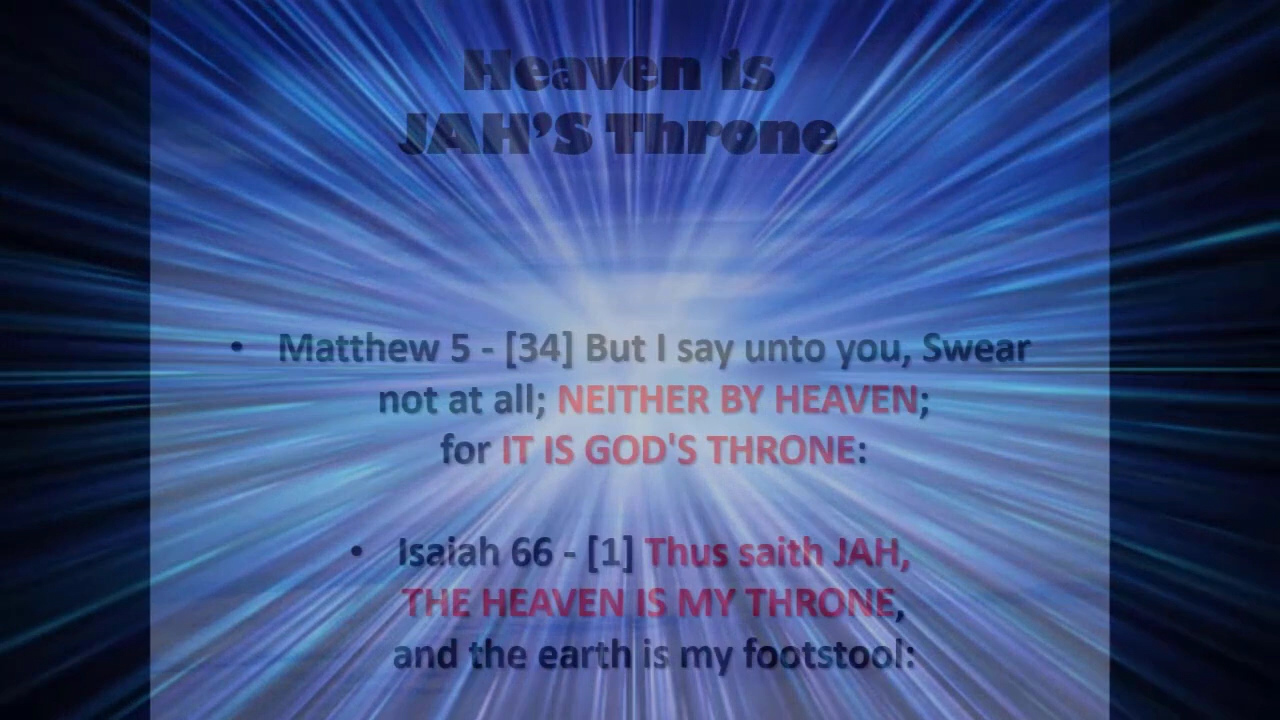 Heaven is
JAH'S Throne
• Matthew 5 - [34] But I say unto you, Swear
not at all; NEITHER BY HEAVEN;
for IT IS GOD'S THRONE:
• Isaiah 66 - [1] Thus saith JAH,
THE HEAVEN IS MY THRONE,
and the earth is my footstool: